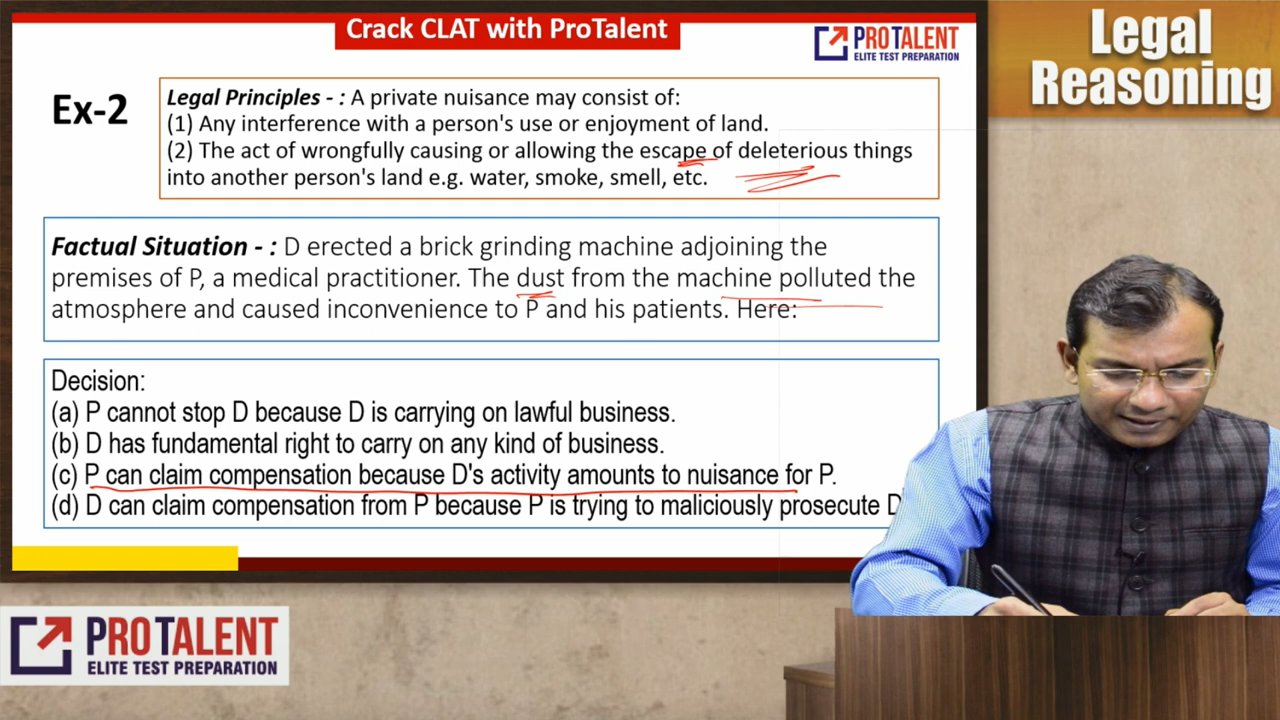 Crack CLAT with ProTalent
PROTALENT
ELITE TEST PREPARATION
Legal
Reasoning
Ex-2
Legal Principles - : A private nuisance may consist of:
(1) Any interference with a person's use or enjoyment of land.
(2) The act of wrongfully causing or allowing the escape of deleterious things
into another person's land e.g. water, smoke, smell, etc.
Factual Situation - : D erected a brick grinding machine adjoining the
premises of P, a medical practitioner. The dust from the machine polluted the
atmosphere and caused inconvenience to P and his patients. Here:
Decision:
(a) P cannot stop D because D is carrying on lawful business.
(b) D has fundamental right to carry on any kind of business.
(c) P can claim compensation because D's activity amounts to nuisance for P.
(d) D can claim compensation from P because P is trying to maliciously prosecute D
PROTALENT
ELITE TEST PREPARATION